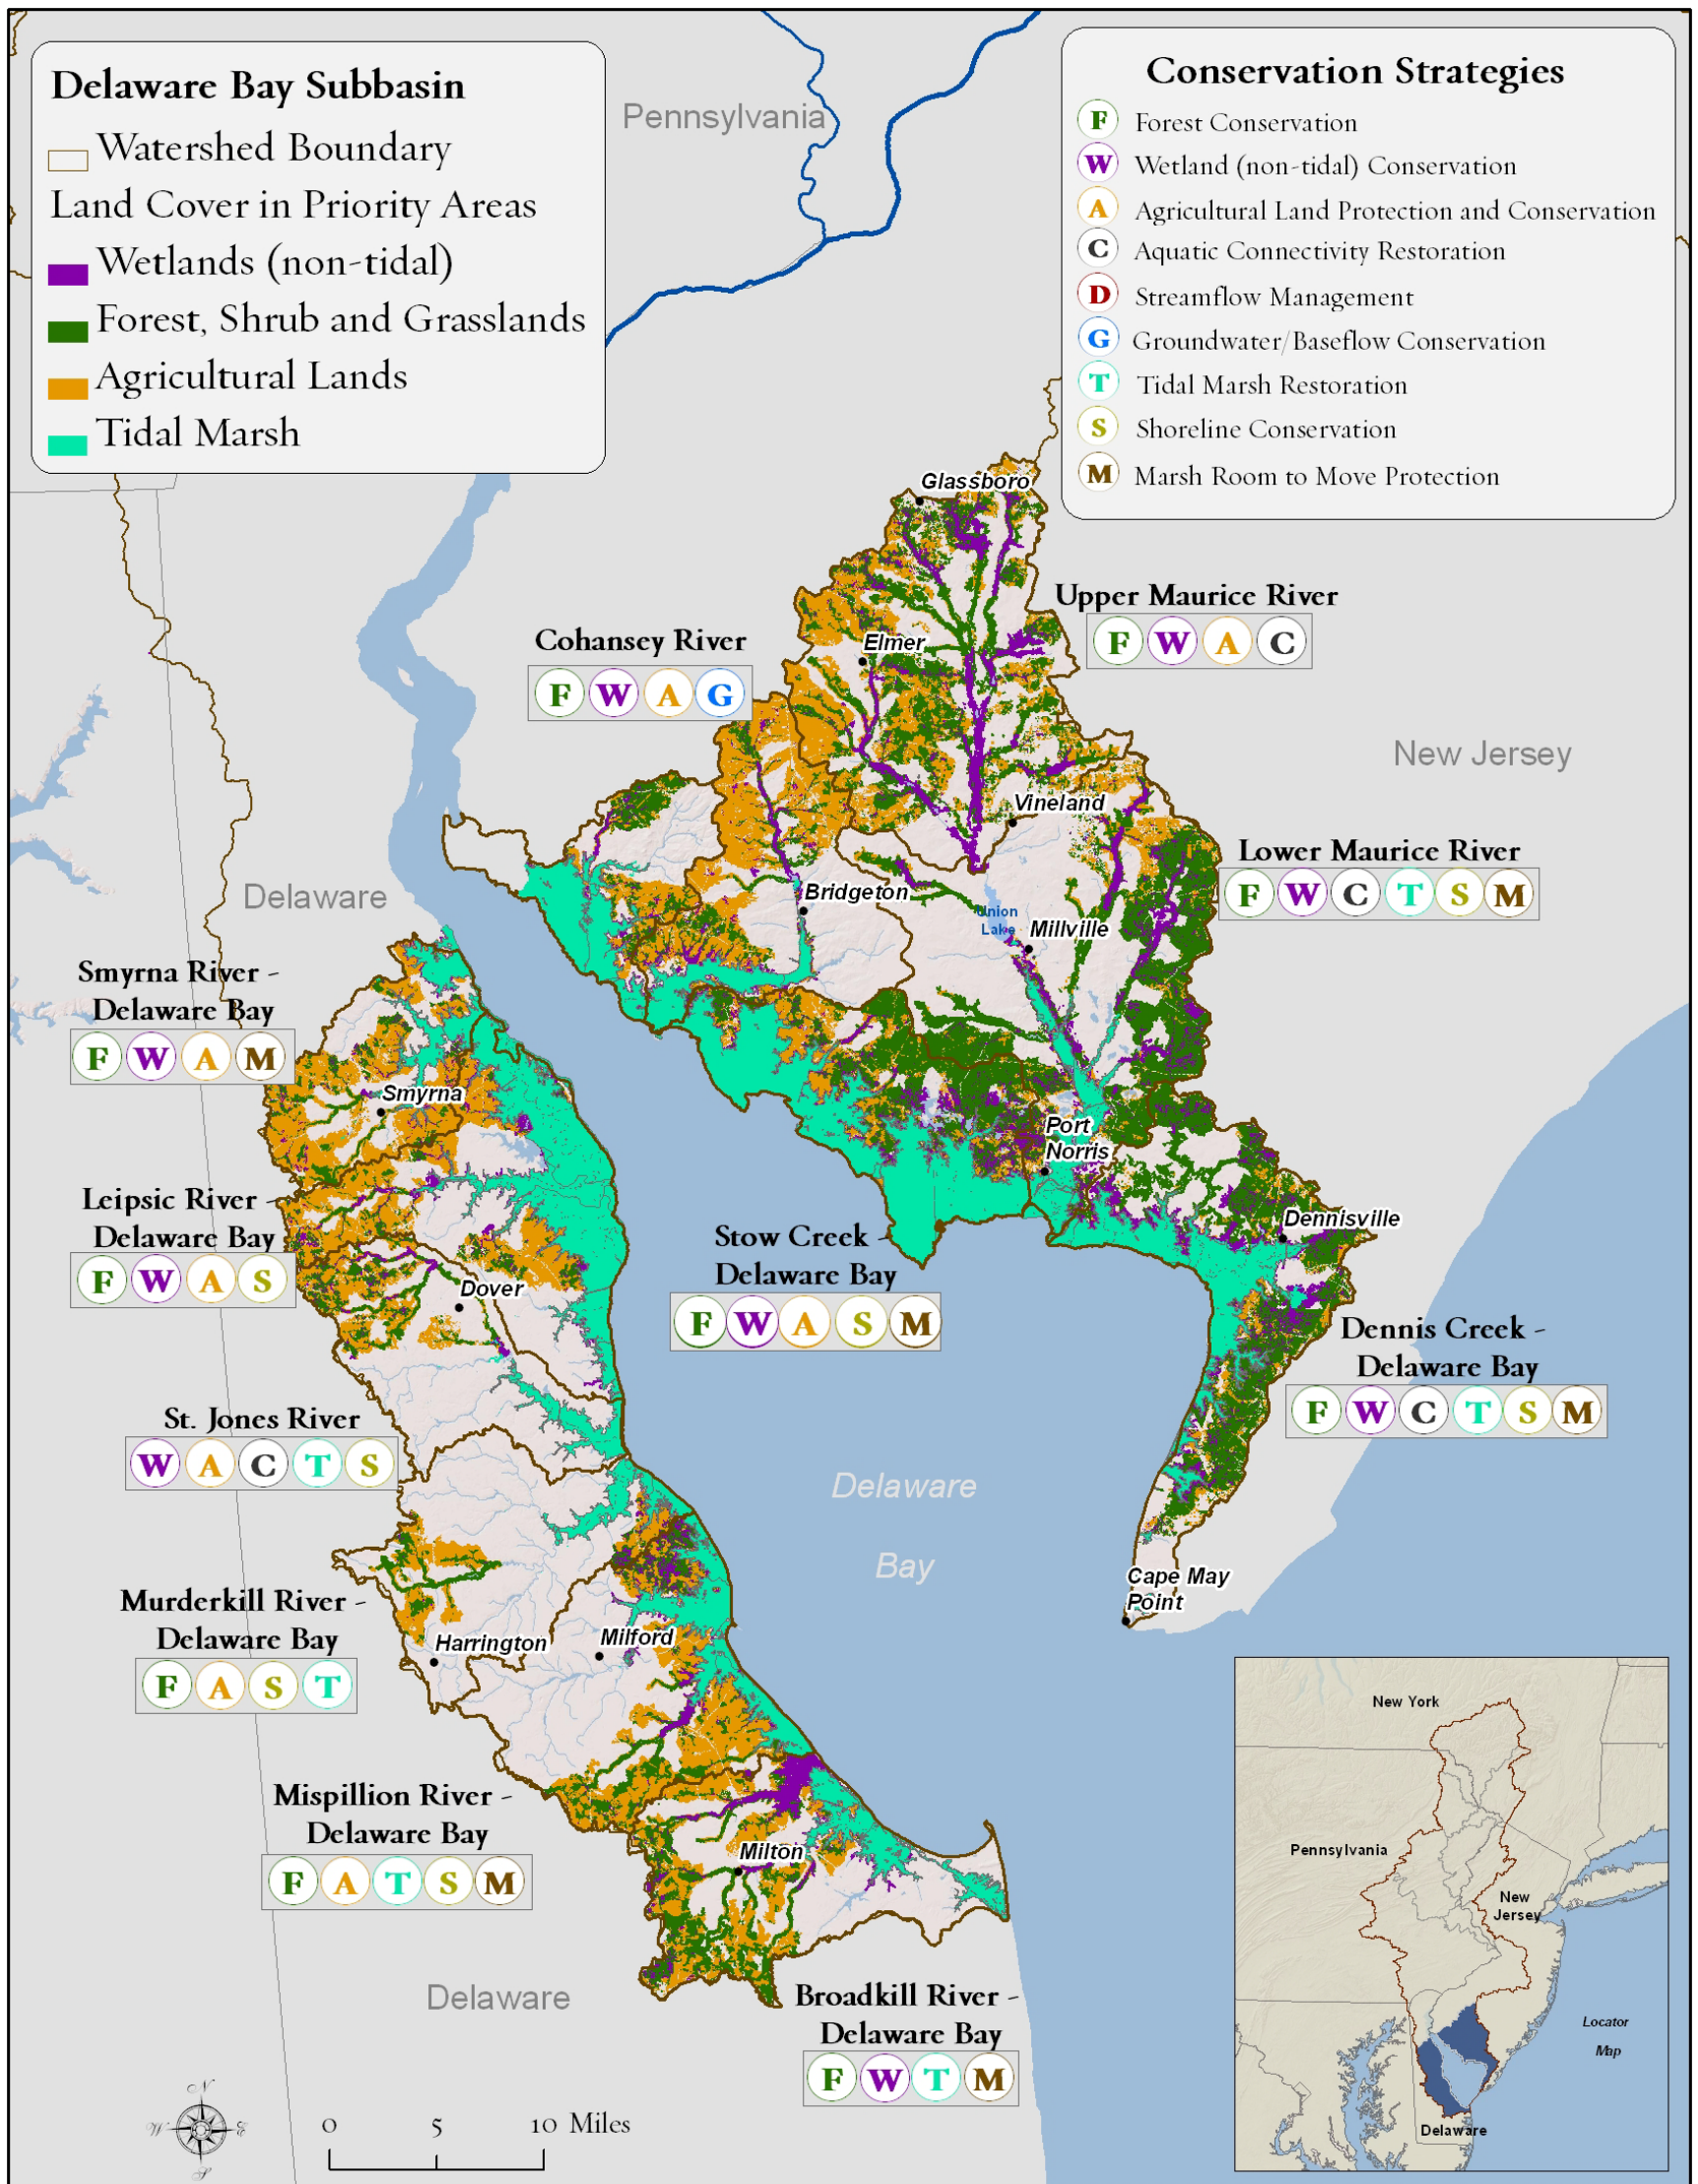 Delaware Bay Subbasin
Watershed Boundary
Land Cover in Priority Areas
Wetlands (non-tidal)
Forest, Shrub and Grasslands
Agricultural Lands
Tidal Marsh
Conservation Strategies
F Forest Conservation
W Wetland (non-tidal) Conservation
A Agricultural Land Protection and Conservation
C Aquatic Connectivity Restoration
D Streamflow Management
G Groundwater/Baseflow Conservation
T Tidal Marsh Restoration
S Shoreline Conservation
M Marsh Room to Move Protection
Pennsylvania
Glassboro
Upper Maurice River
F W A C
Cohansey River
F W A G
Elmer
New Jersey
Vineland
Lower Maurice River
F W C T S M
Delaware
Bridgeton
Union
Lake
Millville
Smyrna River -
Delaware Bay
F W A M
Smyrna
Port
Norris
Leipsic River -
Delaware Bay
F W A S
Dennisville
Stow Creek -
Delaware Bay
F W A S M
Dover
Dennis Creek -
Delaware Bay
F W C T S M
St. Jones River
W A C T S
Delaware
Bay
Cape May
Point
Murderkill River -
Delaware Bay
F A S T
Harrington
Milford
Mispillion River -
Delaware Bay
F A T S M
Milton
Delaware
Broadkill River -
Delaware Bay
F W T M
N
W E
S
0 5 10 Miles
New York
Pennsylvania
New
Jersey
Locator
Map
Delaware